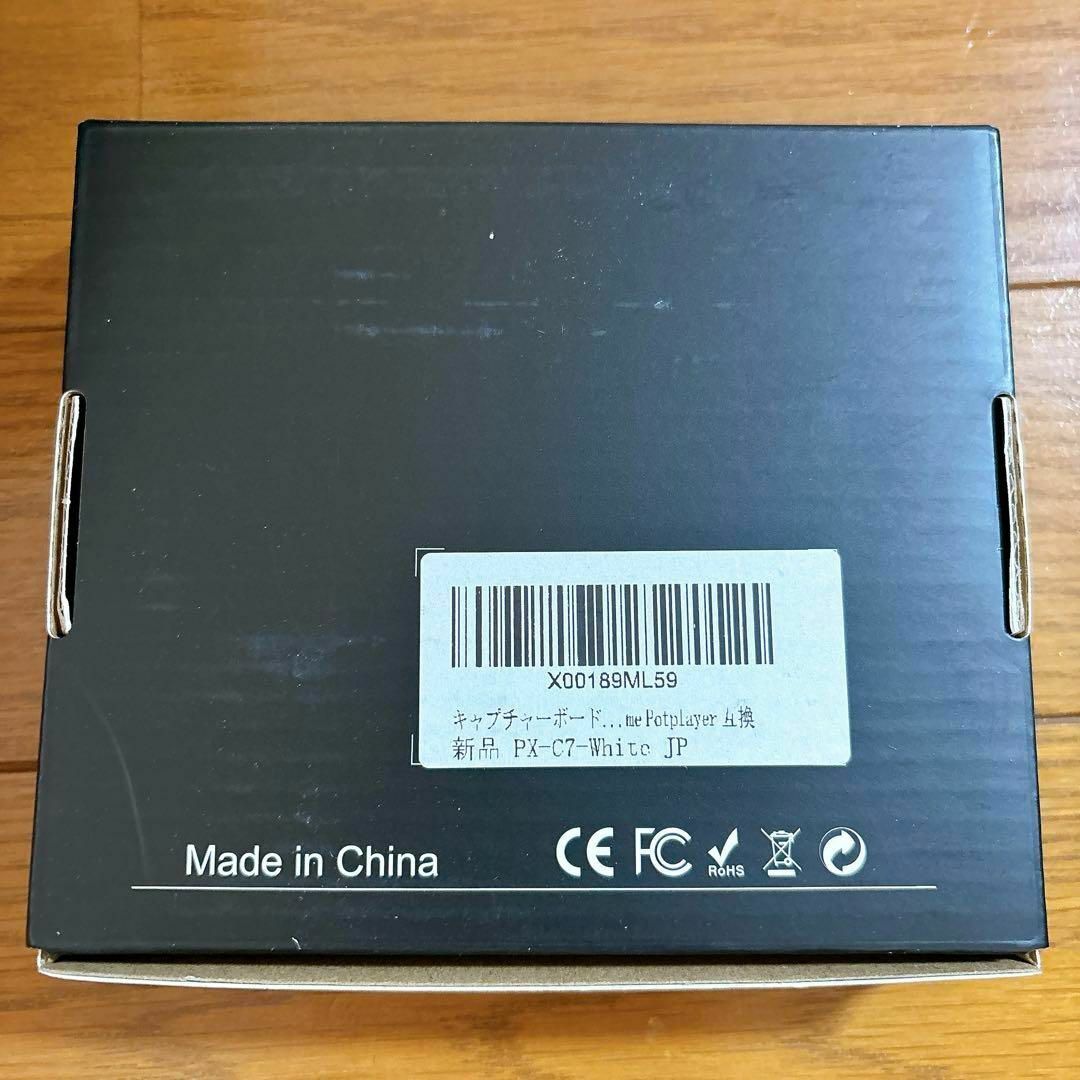 X00189ML59
キャプチャーボード...me Potplayer 互換
新品 PX-C7-White JP
Made in China
CE FC RoHS